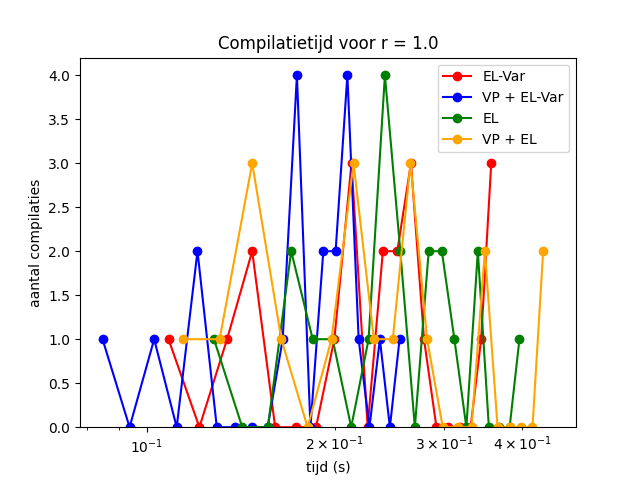 Compilatietijd voor r = 1.0
EL-Var
VP + EL-Var
EL
VP + EL
aantal compilaties
4.0
3.5
3.0
2.5
2.0
1.5
1.0
0.5
0.0
10⁻¹ 2 × 10⁻¹ 3 × 10⁻¹ 4 × 10⁻¹
tijd (s)